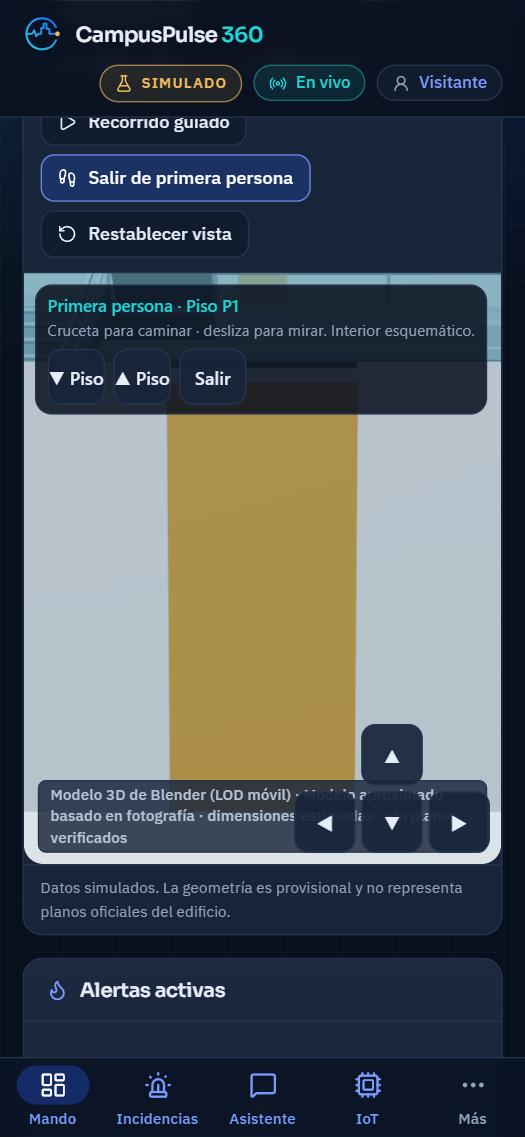 CampusPulse 360
SIMULADO
En vivo
Visitante
Recorrido guiado
Salir de primera persona
Restablecer vista
Primera persona · Piso P1
Cruceta para caminar · desliza para mirar. Interior esquemático.
▼ Piso
▲ Piso
Salir
▲
Modelo 3D de Blender (LOD móvil) · Modelo aproximado
basado en fotografía · dimensiones estimadas
verificados
◀
▼
▶
Datos simulados. La geometría es provisional y no representa
planos oficiales del edificio.
Alertas activas
Mando
Incidencias
Asistente
IoT
Más